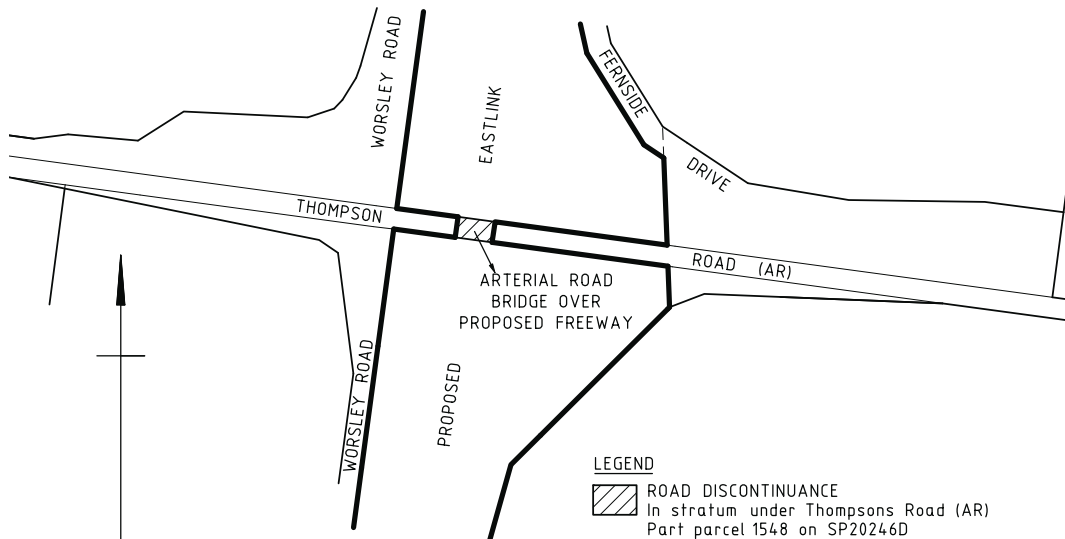 WORSLEY ROAD
EASTLINK
FERNSIDE
DRIVE
THOMPSON
ROAD (AR)
ARTERIAL ROAD
BRIDGE OVER
PROPOSED FREEWAY
WORSLEY ROAD
PROPOSED
LEGEND
ROAD DISCONTINUANCE
In stratum under Thompsons Road (AR)
Part parcel 1548 on SP20246D